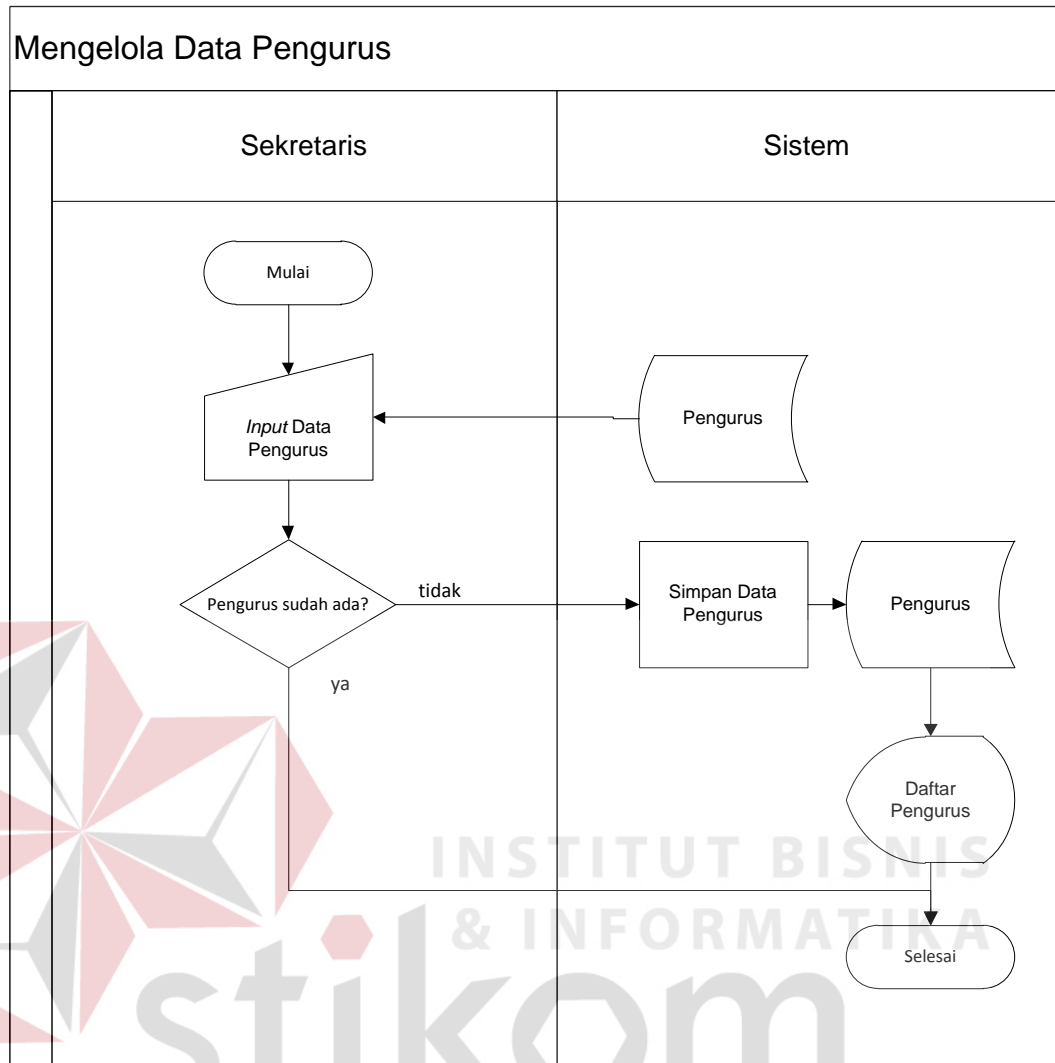 Mengelola Data Pengurus
Sekretaris
Sistem
Mulai
Input Data
Pengurus
Pengurus
Pengurus sudah ada?
tidak
Simpan Data
Pengurus
Pengurus
ya
Daftar
Pengurus
INSTITUT BISNIS
& INFORMATIKA
Selesai
stikom